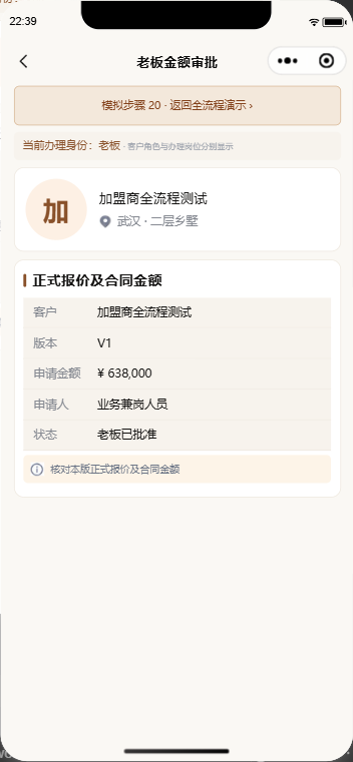 22:39
老板金额审批
模拟步骤 20 · 返回全流程演示 ›
当前办理身份：老板 · 客户角色与办理岗位分别显示
加
加盟商全流程测试
武汉 · 二层乡墅
正式报价及合同金额
客户 加盟商全流程测试
版本 V1
申请金额 ¥ 638,000
申请人 业务兼岗人员
状态 老板已批准
核对本版正式报价及合同金额